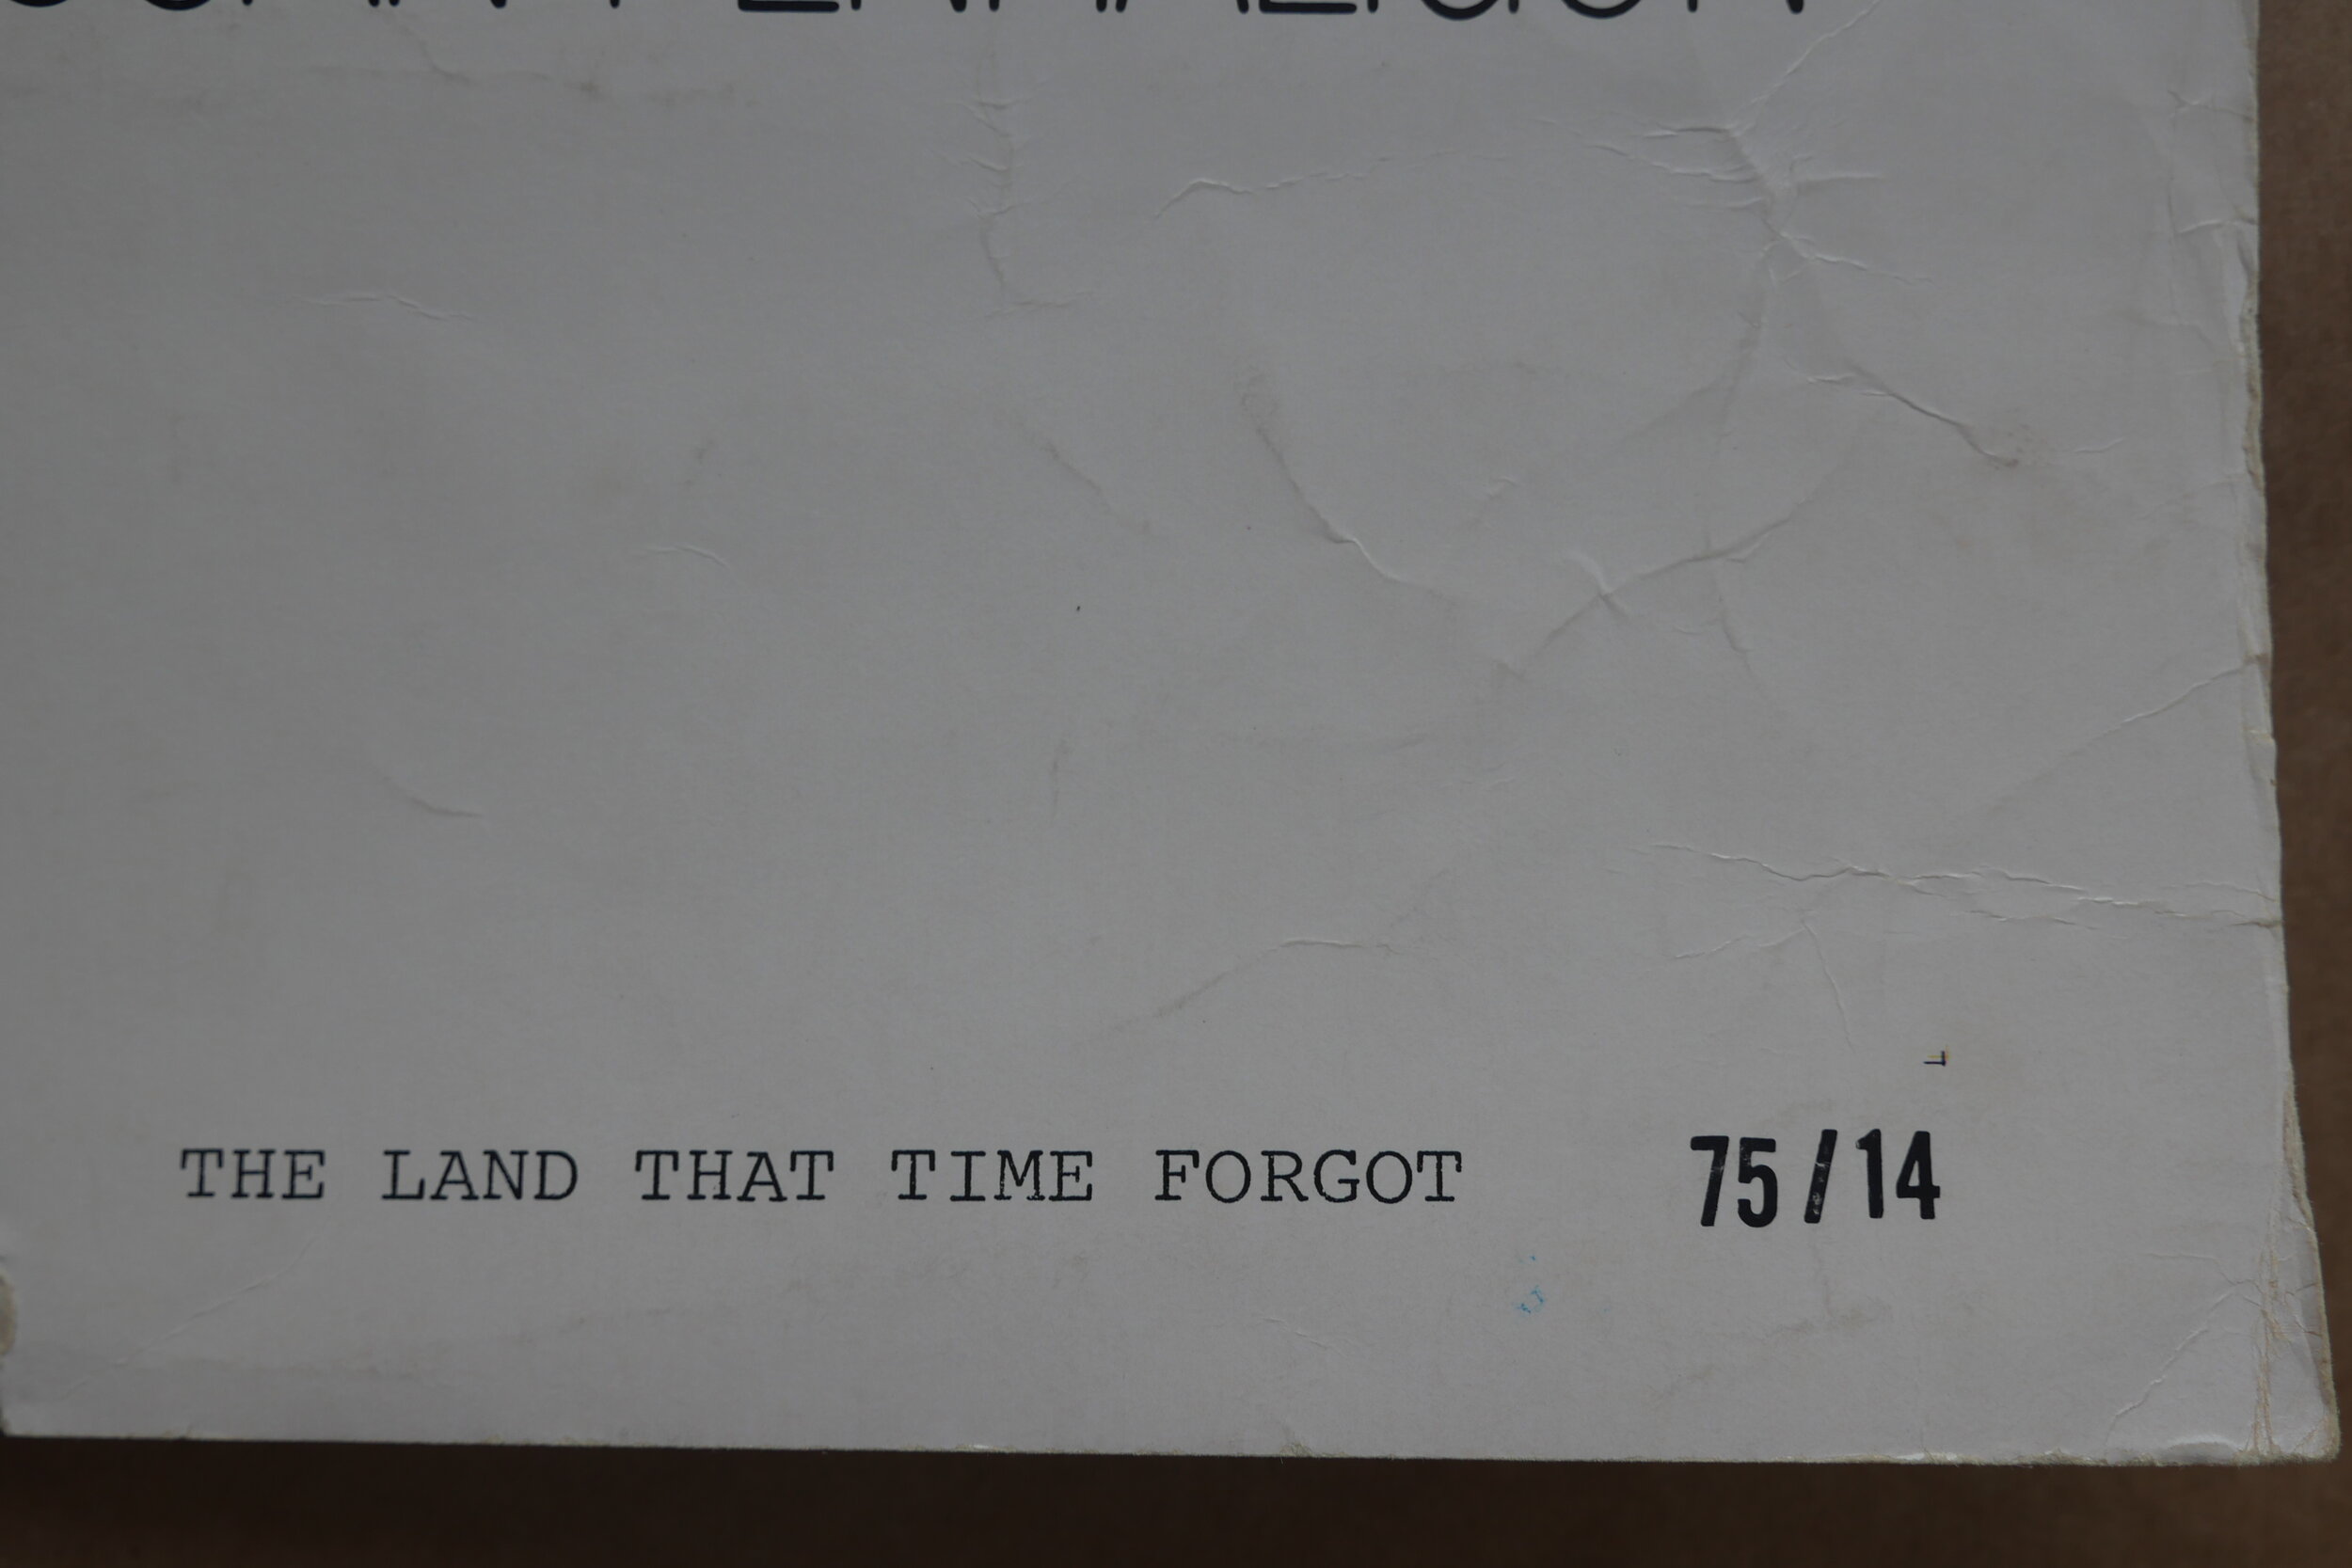 THE LAND THAT TIME FORGOT 75/14